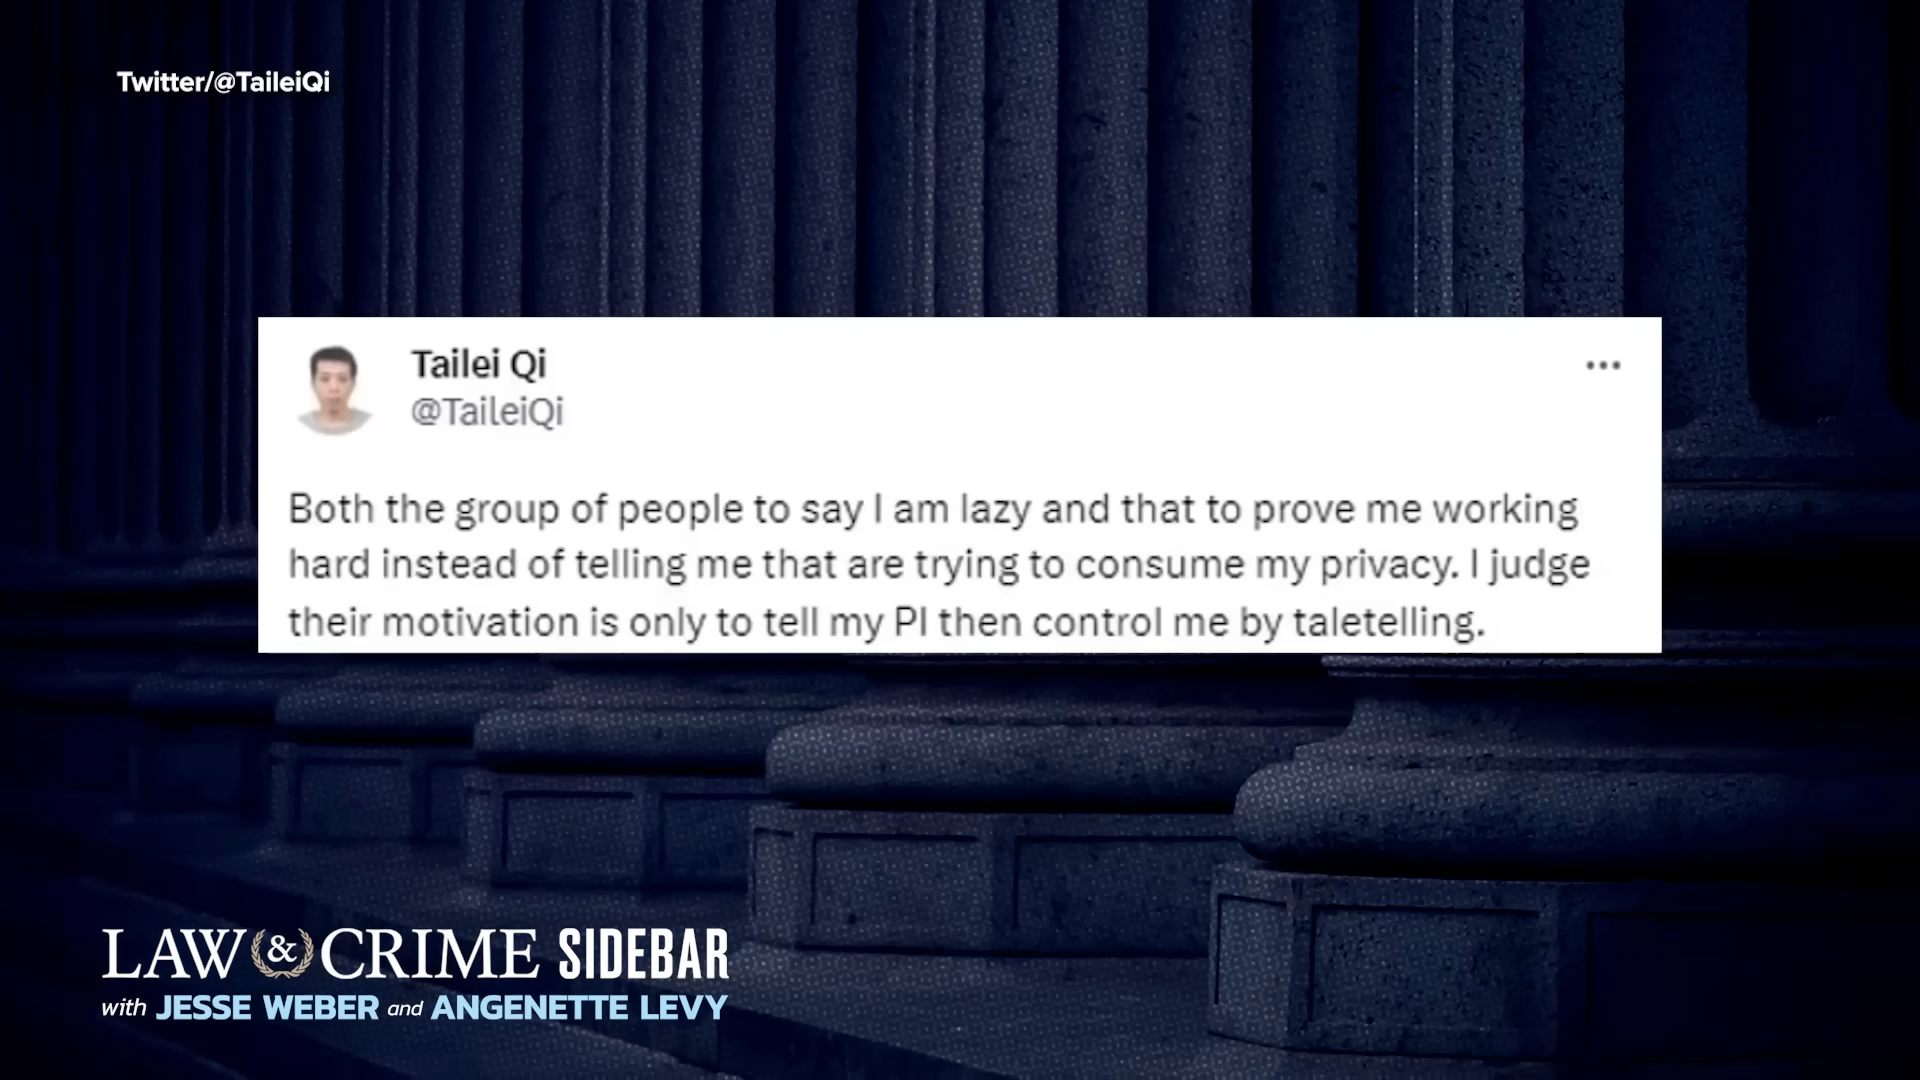 Twitter/@TaileiQi
Tailei Qi
@TaileiQi
Both the group of people to say I am lazy and that to prove me working
hard instead of telling me that are trying to consume my privacy. I judge
their motivation is only to tell my PI then control me by taletelling.
LAW & CRIME SIDEBAR
with JESSE WEBER and ANGENETTE LEVY